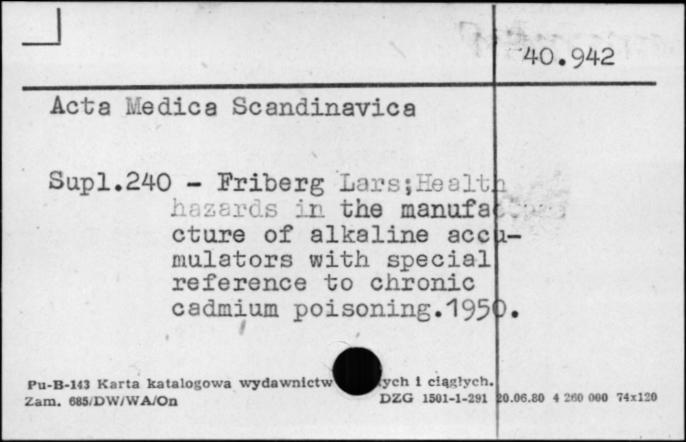 40.942
Acta Medica Scandinavica
Supl.240 - Friberg Lars;Health
hazards in the manufac
cture of alkaline accu-
mulators with special
reference to chronic
cadmium poisoning.1950.
Pu-B-143 Karta katalogowa wydawnictw ych i ciągłych.
Zam. 685/DW/WA/On DZG 1501-1-291 20.06.80 4 260 000 74x120